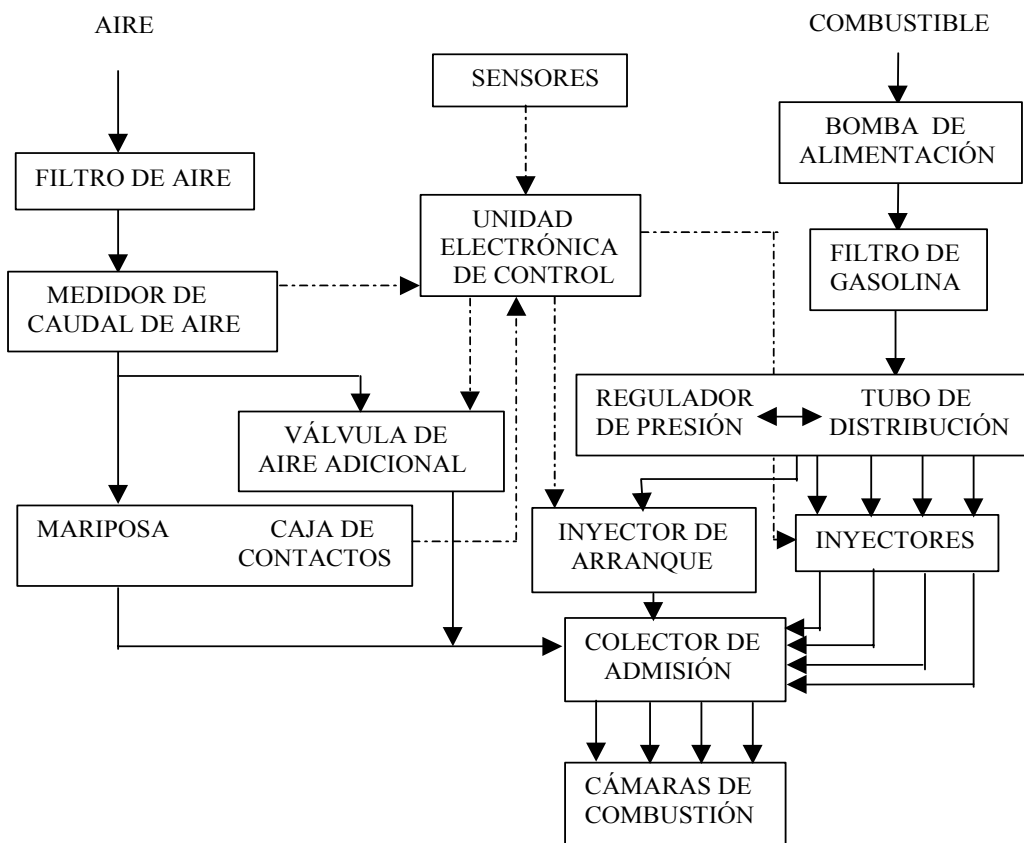 AIRE
COMBUSTIBLE
SENSORES
BOMBA DE
ALIMENTACIÓN
FILTRO DE AIRE
UNIDAD
ELECTRÓNICA
DE CONTROL
FILTRO DE
GASOLINA
MEDIDOR DE
CAUDAL DE AIRE
REGULADOR
DE PRESIÓN
TUBO DE
DISTRIBUCIÓN
VÁLVULA DE
AIRE ADICIONAL
MARIPOSA
CAJA DE
CONTACTOS
INYECTOR DE
ARRANQUE
INYECTORES
COLECTOR DE
ADMISIÓN
CÁMARAS DE
COMBUSTIÓN